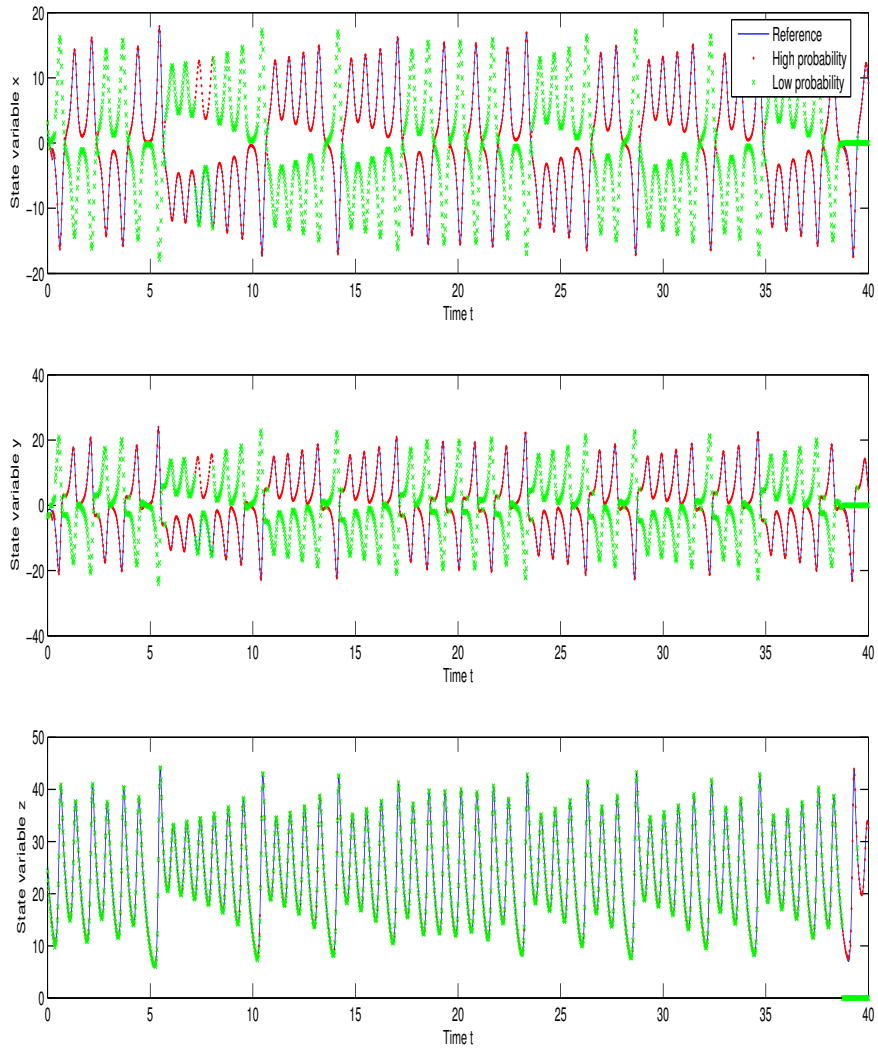 20
10
0
−10
−20
State variable x
Reference
High probability
Low probability
0 5 10 15 20 25 30 35 40
Time t
40
20
0
−20
−40
State variable y
0 5 10 15 20 25 30 35 40
Time t
50
40
30
20
10
0
State variable z
0 5 10 15 20 25 30 35 40
Time t